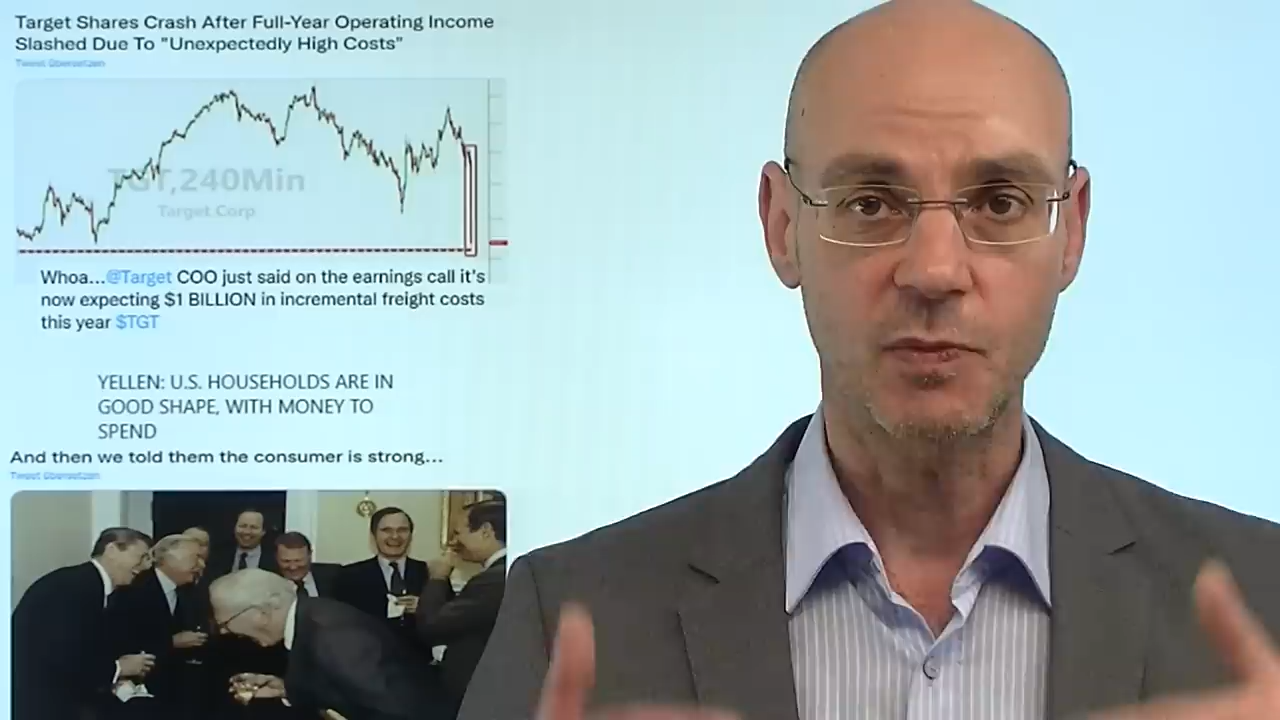 Target Shares Crash After Full-Year Operating Income
Slashed Due To "Unexpectedly High Costs"
Tweet übersetzen
TGT,240Min
Target Corp
Whoa...@Target COO just said on the earnings call it's
now expecting $1 BILLION in incremental freight costs
this year $TGT
YELLEN: U.S. HOUSEHOLDS ARE IN
GOOD SHAPE, WITH MONEY TO
SPEND
And then we told them the consumer is strong...
Tweet übersetzen